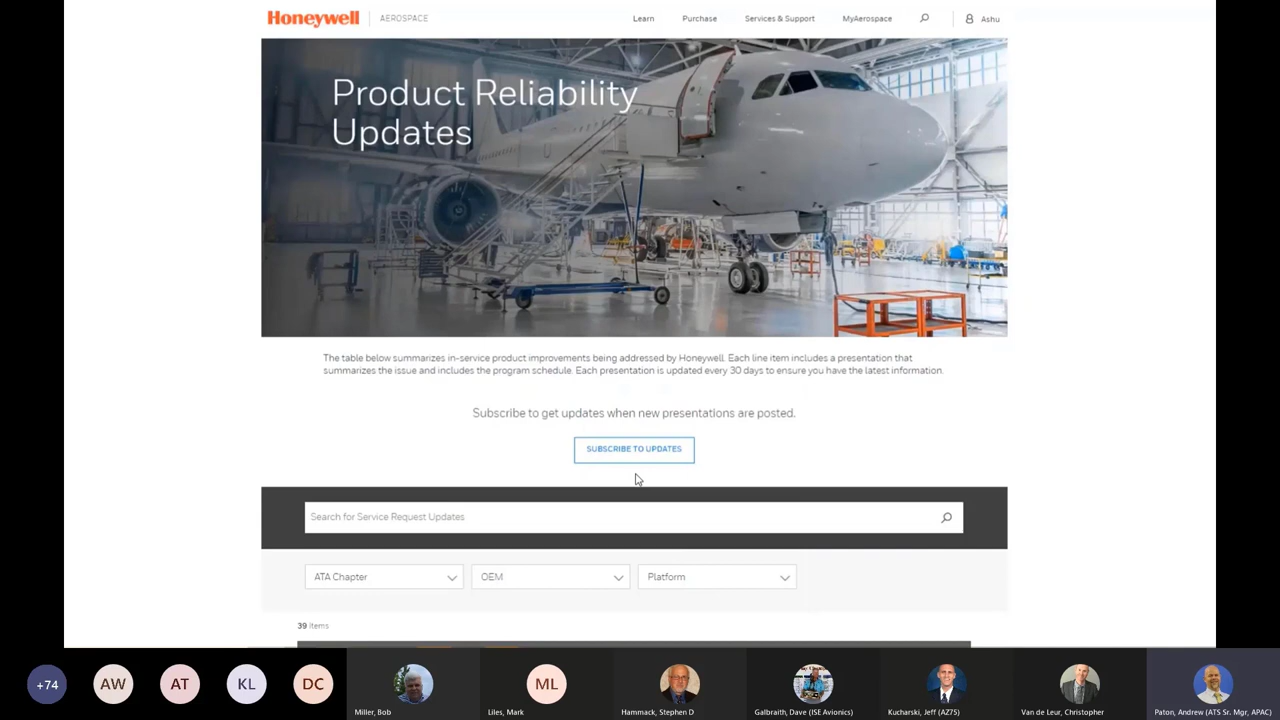 Honeywell
AEROSPACE
Learn
Purchase
Services & Support
MyAerospace
Ashu
Product Reliability
Updates
The table below summarizes in-service product improvements being addressed by Honeywell. Each line item includes a presentation that
summarizes the issue and includes the program schedule. Each presentation is updated every 30 days to ensure you have the latest information.
Subscribe to get updates when new presentations are posted.
SUBSCRIBE TO UPDATES
Search for Service Request Updates
ATA Chapter
OEM
Platform
39 items
+74
AW
AT
KL
DC
ML
Miller, Bob
Liles, Mark
Hammack, Stephen D
Galbraith, Dave (ISE Avionics)
Kucharski, Jeff (AZ75)
Van de Leur, Christopher
Paton, Andrew (ATS Sr. Mgr, APAC)